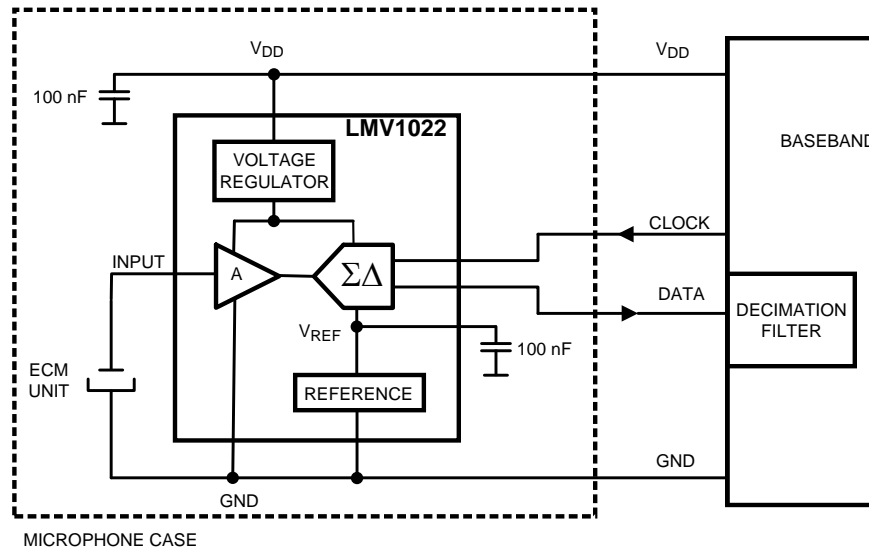 VDD
VDD
100 nF
LMV1022
VOLTAGE
REGULATOR
BASEBAND
CLOCK
INPUT
A
ΣΔ
DATA
DECIMATION
FILTER
VREF
100 nF
ECM
UNIT
REFERENCE
GND
GND
MICROPHONE CASE